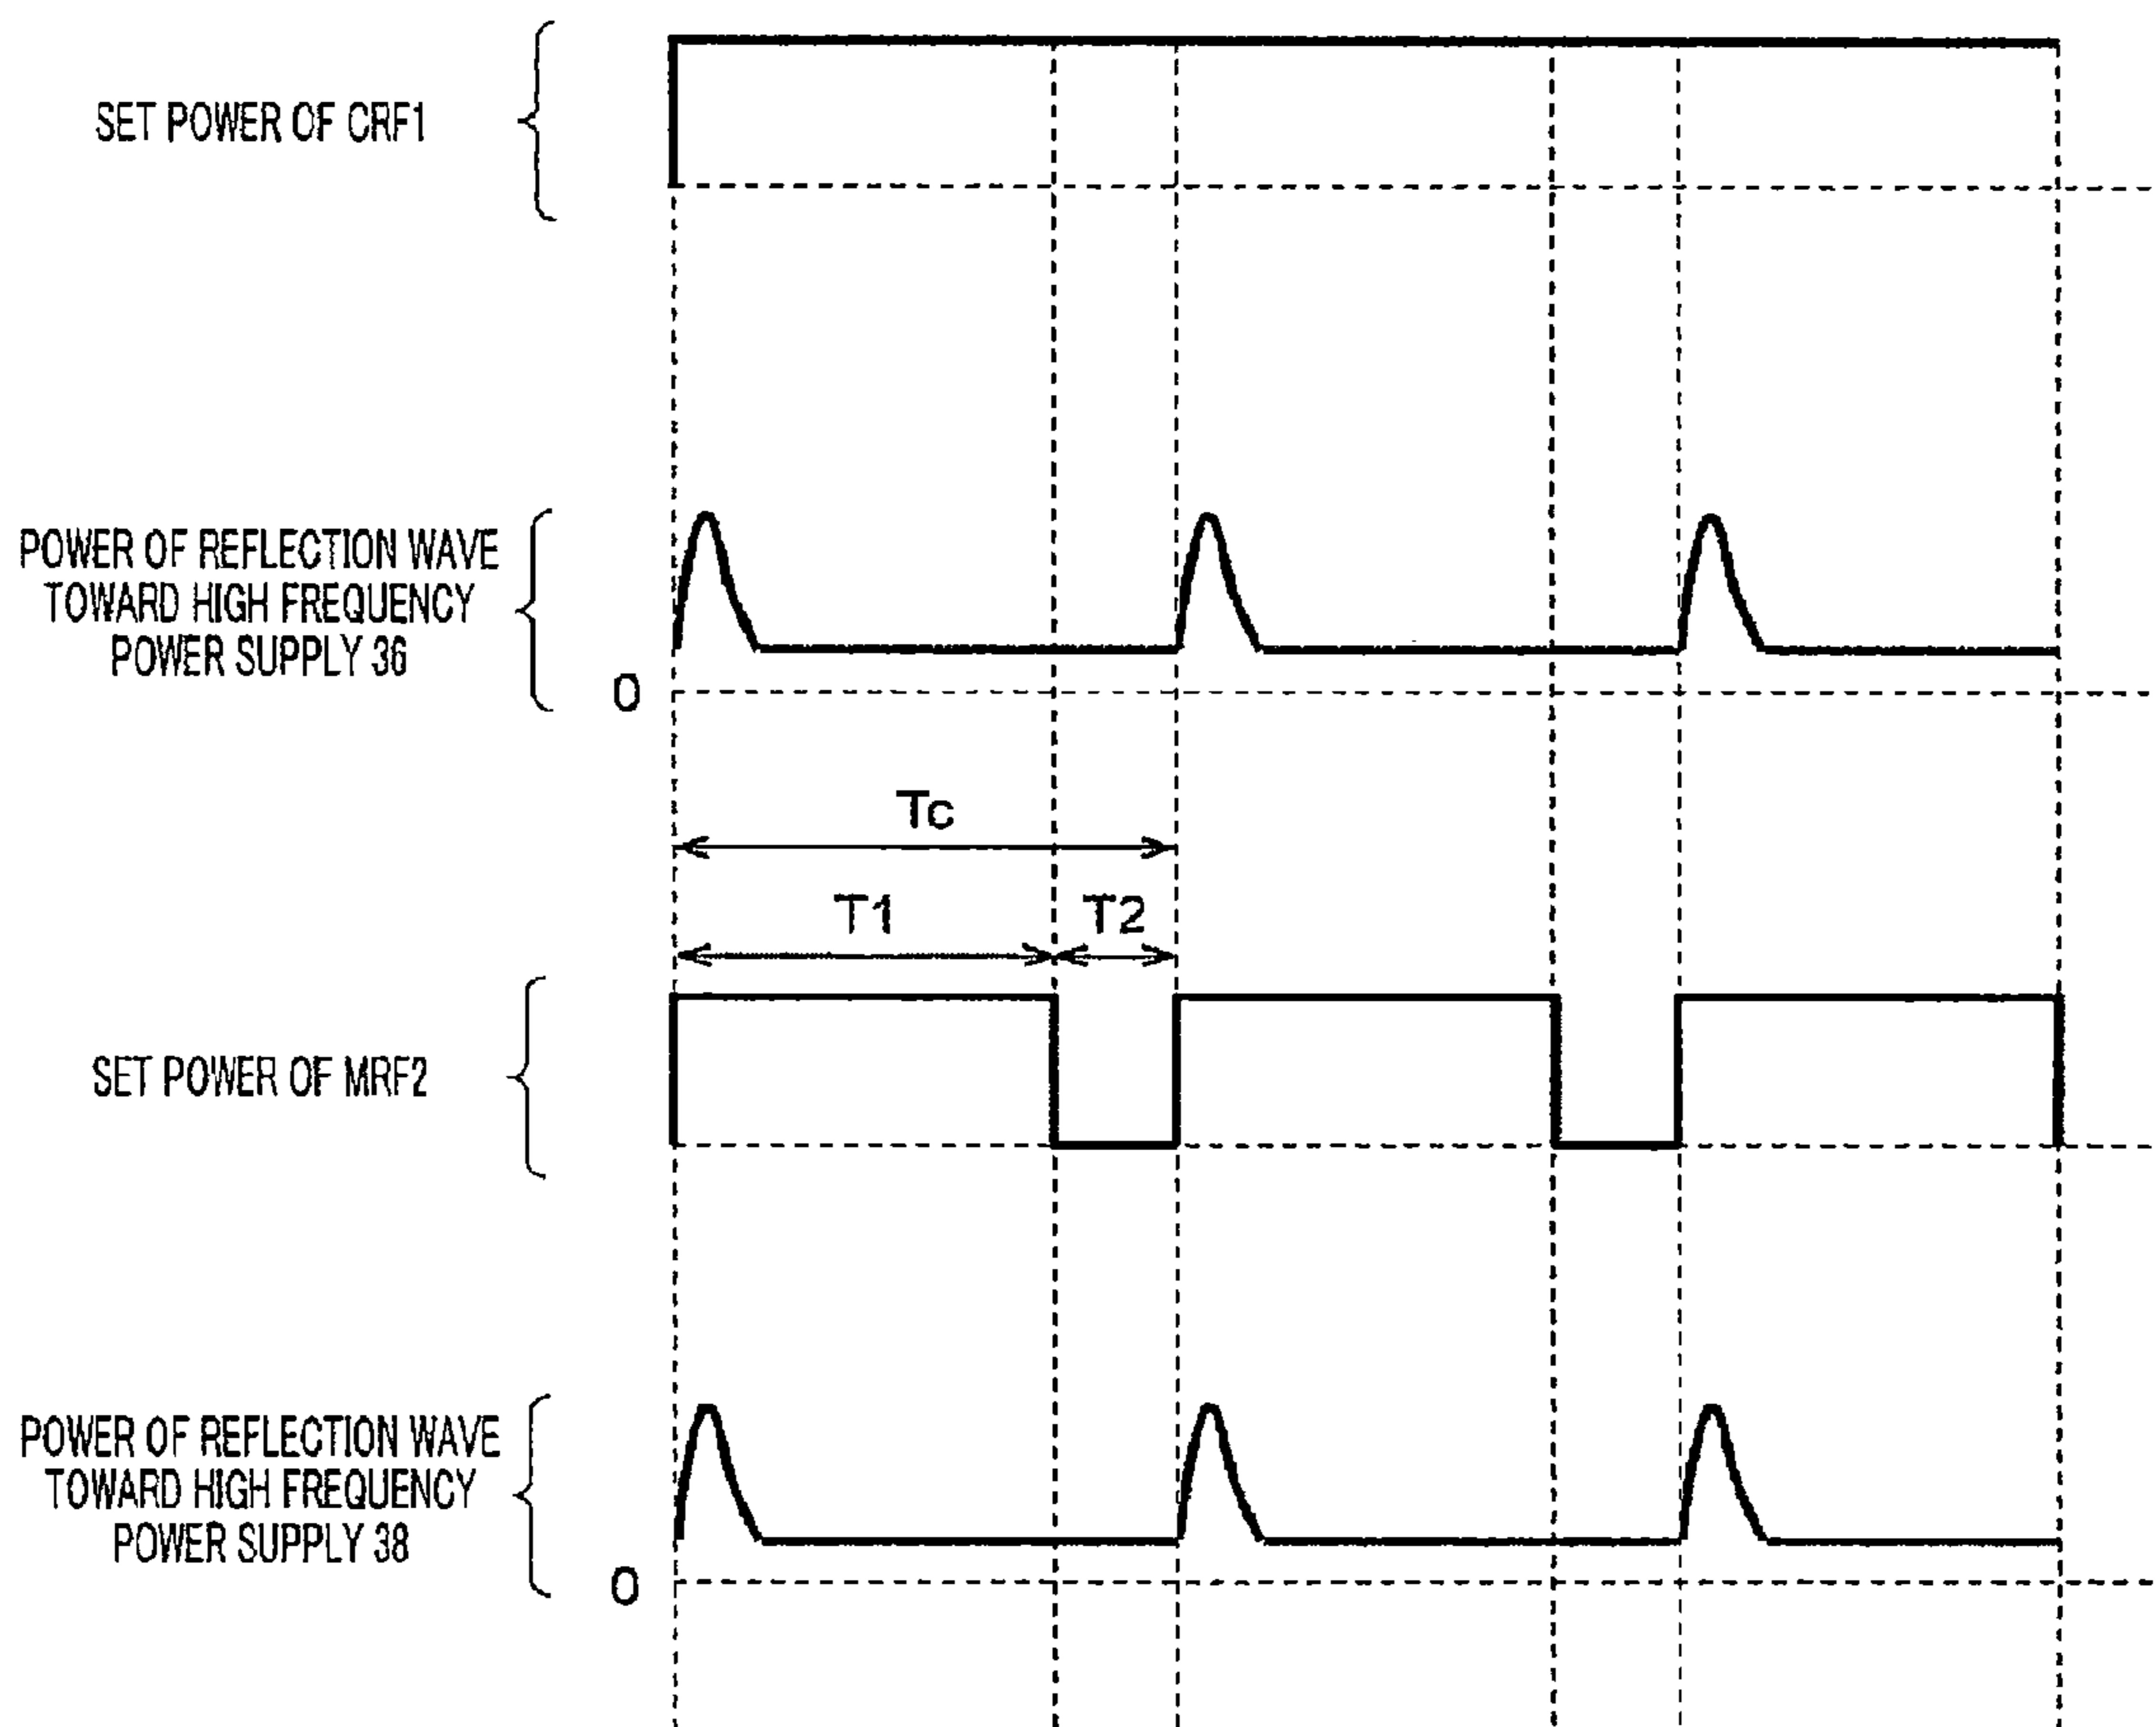 SET POWER OF CRF1
POWER OF REFLECTION WAVE
TOWARD HIGH FREQUENCY
POWER SUPPLY 36
0
Tc
T1
T2
SET POWER OF MRF2
POWER OF REFLECTION WAVE
TOWARD HIGH FREQUENCY
POWER SUPPLY 38
0